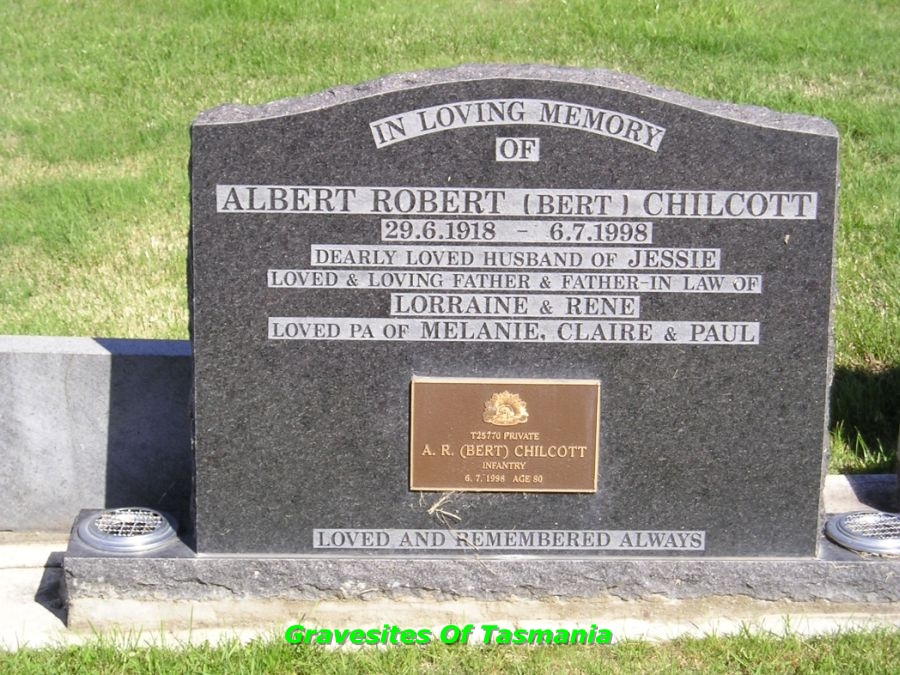 IN LOVING MEMORY
OF
ALBERT ROBERT (BERT) CHILCOTT
29.6.1918 - 6.7.1998
DEARLY LOVED HUSBAND OF JESSIE
LOVED & LOVING FATHER & FATHER-IN LAW OF
LORRAINE & RENE
LOVED PA OF MELANIE, CLAIRE & PAUL
T25770 PRIVATE
A. R. (BERT) CHILCOTT
INFANTRY
6. 7. 1998 AGE 80
LOVED AND REMEMBERED ALWAYS
Gravesites Of Tasmania